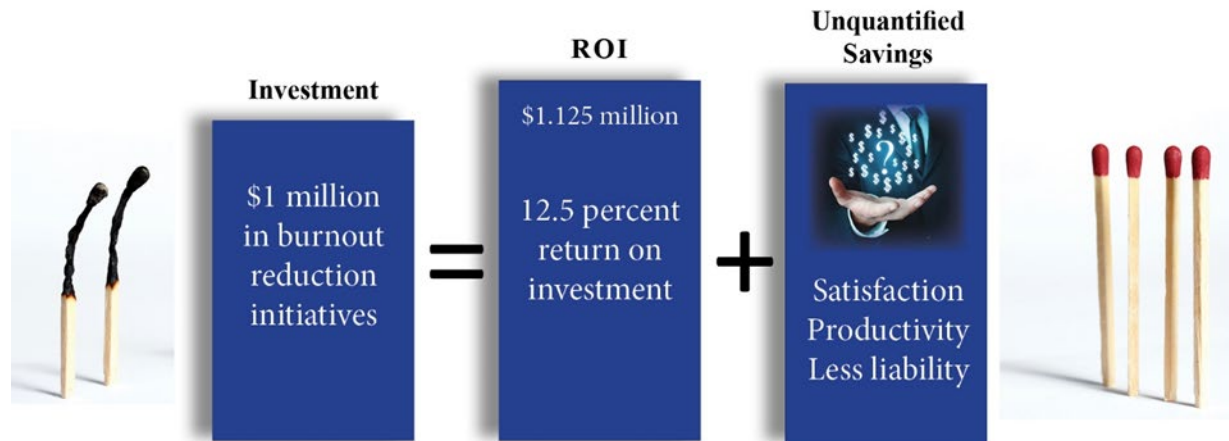 Investment
$1 million
in burnout
reduction
initiatives
=
ROI
$1.125 million
12.5 percent
return on
investment
+
Unquantified
Savings
$ $ $ $ $ ? $ $ $ $ $
Satisfaction
Productivity
Less liability